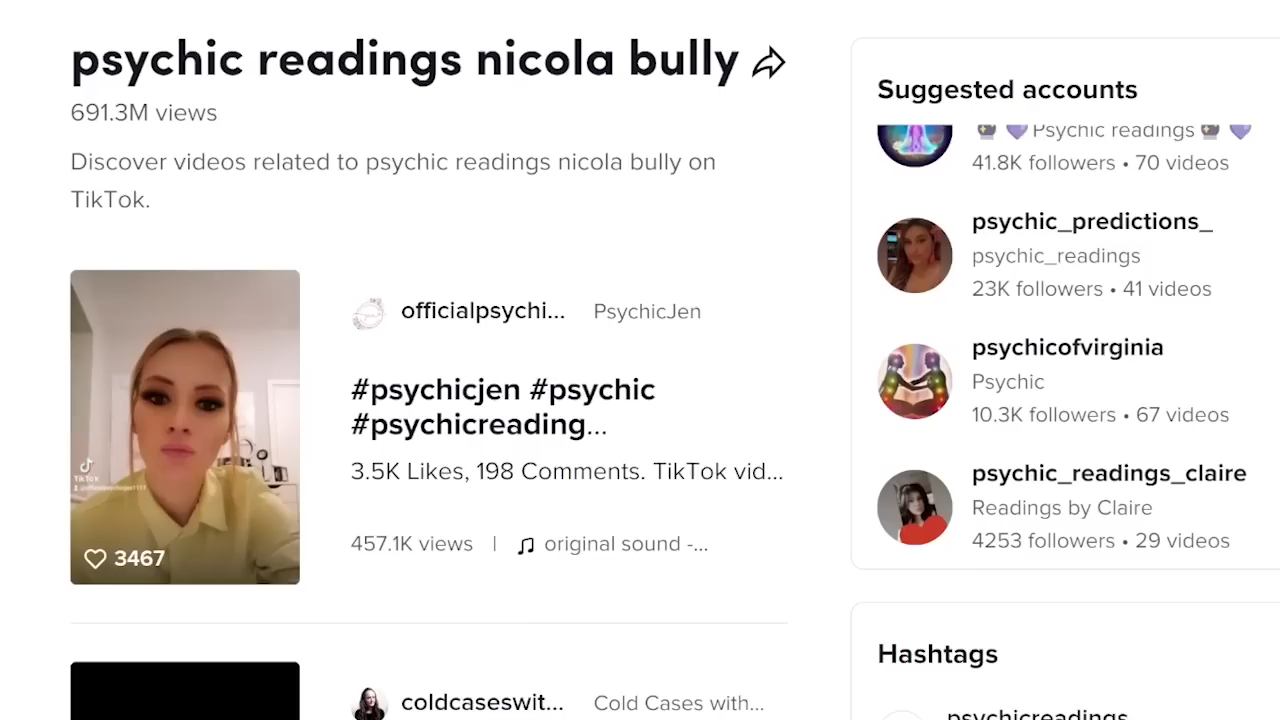 psychic readings nicola bully
691.3M views
Discover videos related to psychic readings nicola bully on
TikTok.
TikTok
3467
officialpsychi... PsychicJen
#psychicjen #psychic
#psychicreading...
3.5K Likes, 198 Comments. TikTok vid...
457.1K views | original sound -...
coldcaseswit... Cold Cases with...
Suggested accounts
Psychic readings
41.8K followers • 70 videos
psychic_predictions_
psychic_readings
23K followers • 41 videos
psychicofvirginia
Psychic
10.3K followers • 67 videos
psychic_readings_claire
Readings by Claire
4253 followers • 29 videos
Hashtags
psychicreadings